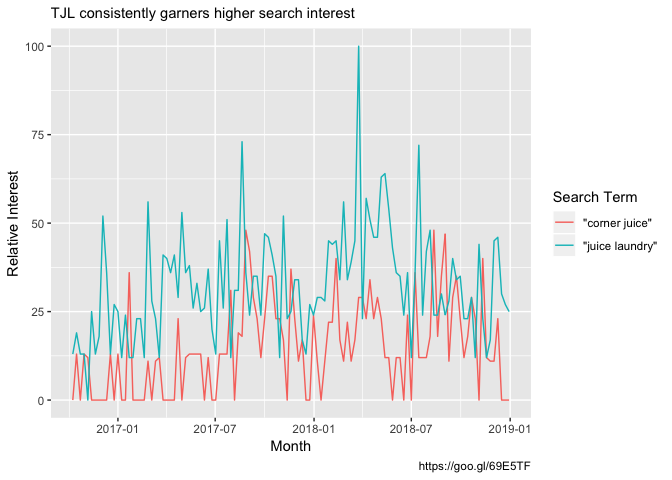 TJL consistently garners higher search interest
100
75
50
25
0
Relative Interest
2017-01 2017-07 2018-01 2018-07 2019-01
Month
Search Term
"corner juice"
"juice laundry"
https://goo.gl/69E5TF